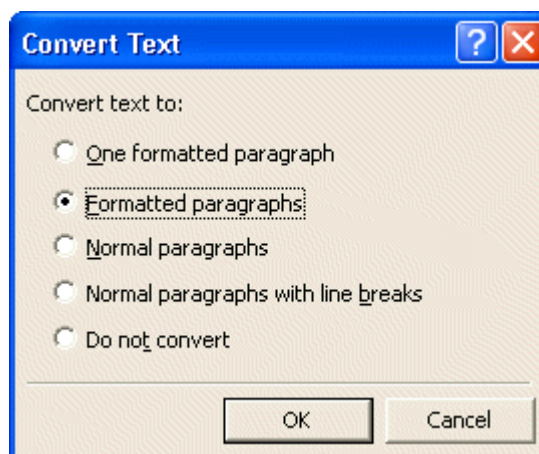 Convert Text
?
Convert text to:
One formatted paragraph
Formatted paragraphs
Normal paragraphs
Normal paragraphs with line breaks
Do not convert
OK
Cancel